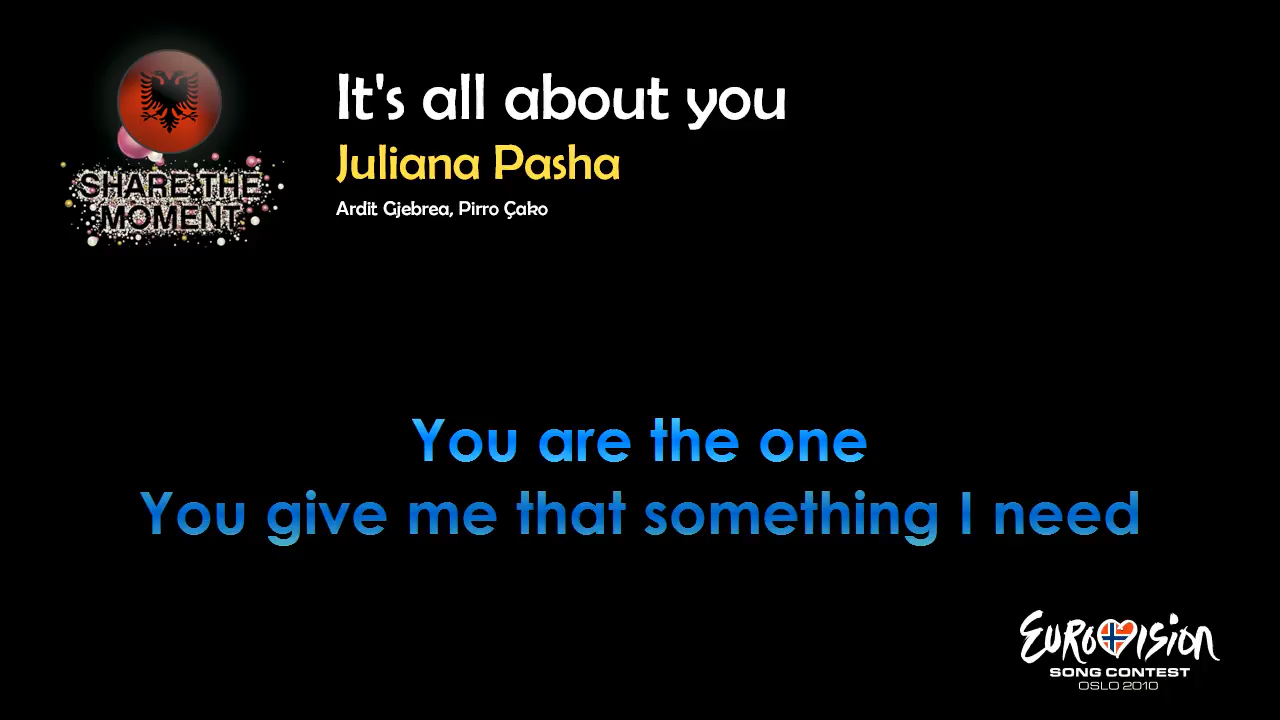 It's all about you
Juliana Pasha
Ardit Gjebrea, Pirro Çako
SHARE THE
MOMENT
You are the one
You give me that something I need
EUROVISION
SONG CONTEST
OSLO 2010